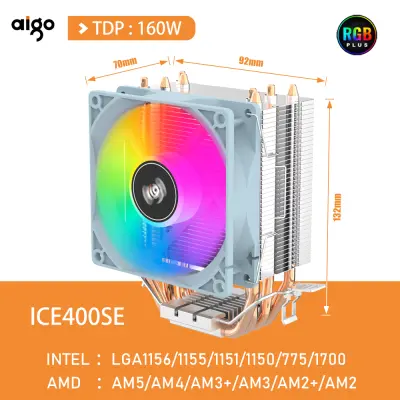 aigo
TDP : 160W
RGB
PLUS
70mm
92mm
132mm
ICE400SE
INTEL : LGA1156/1155/1151/1150/775/1700
AMD : AM5/AM4/AM3+/AM3/AM2+/AM2